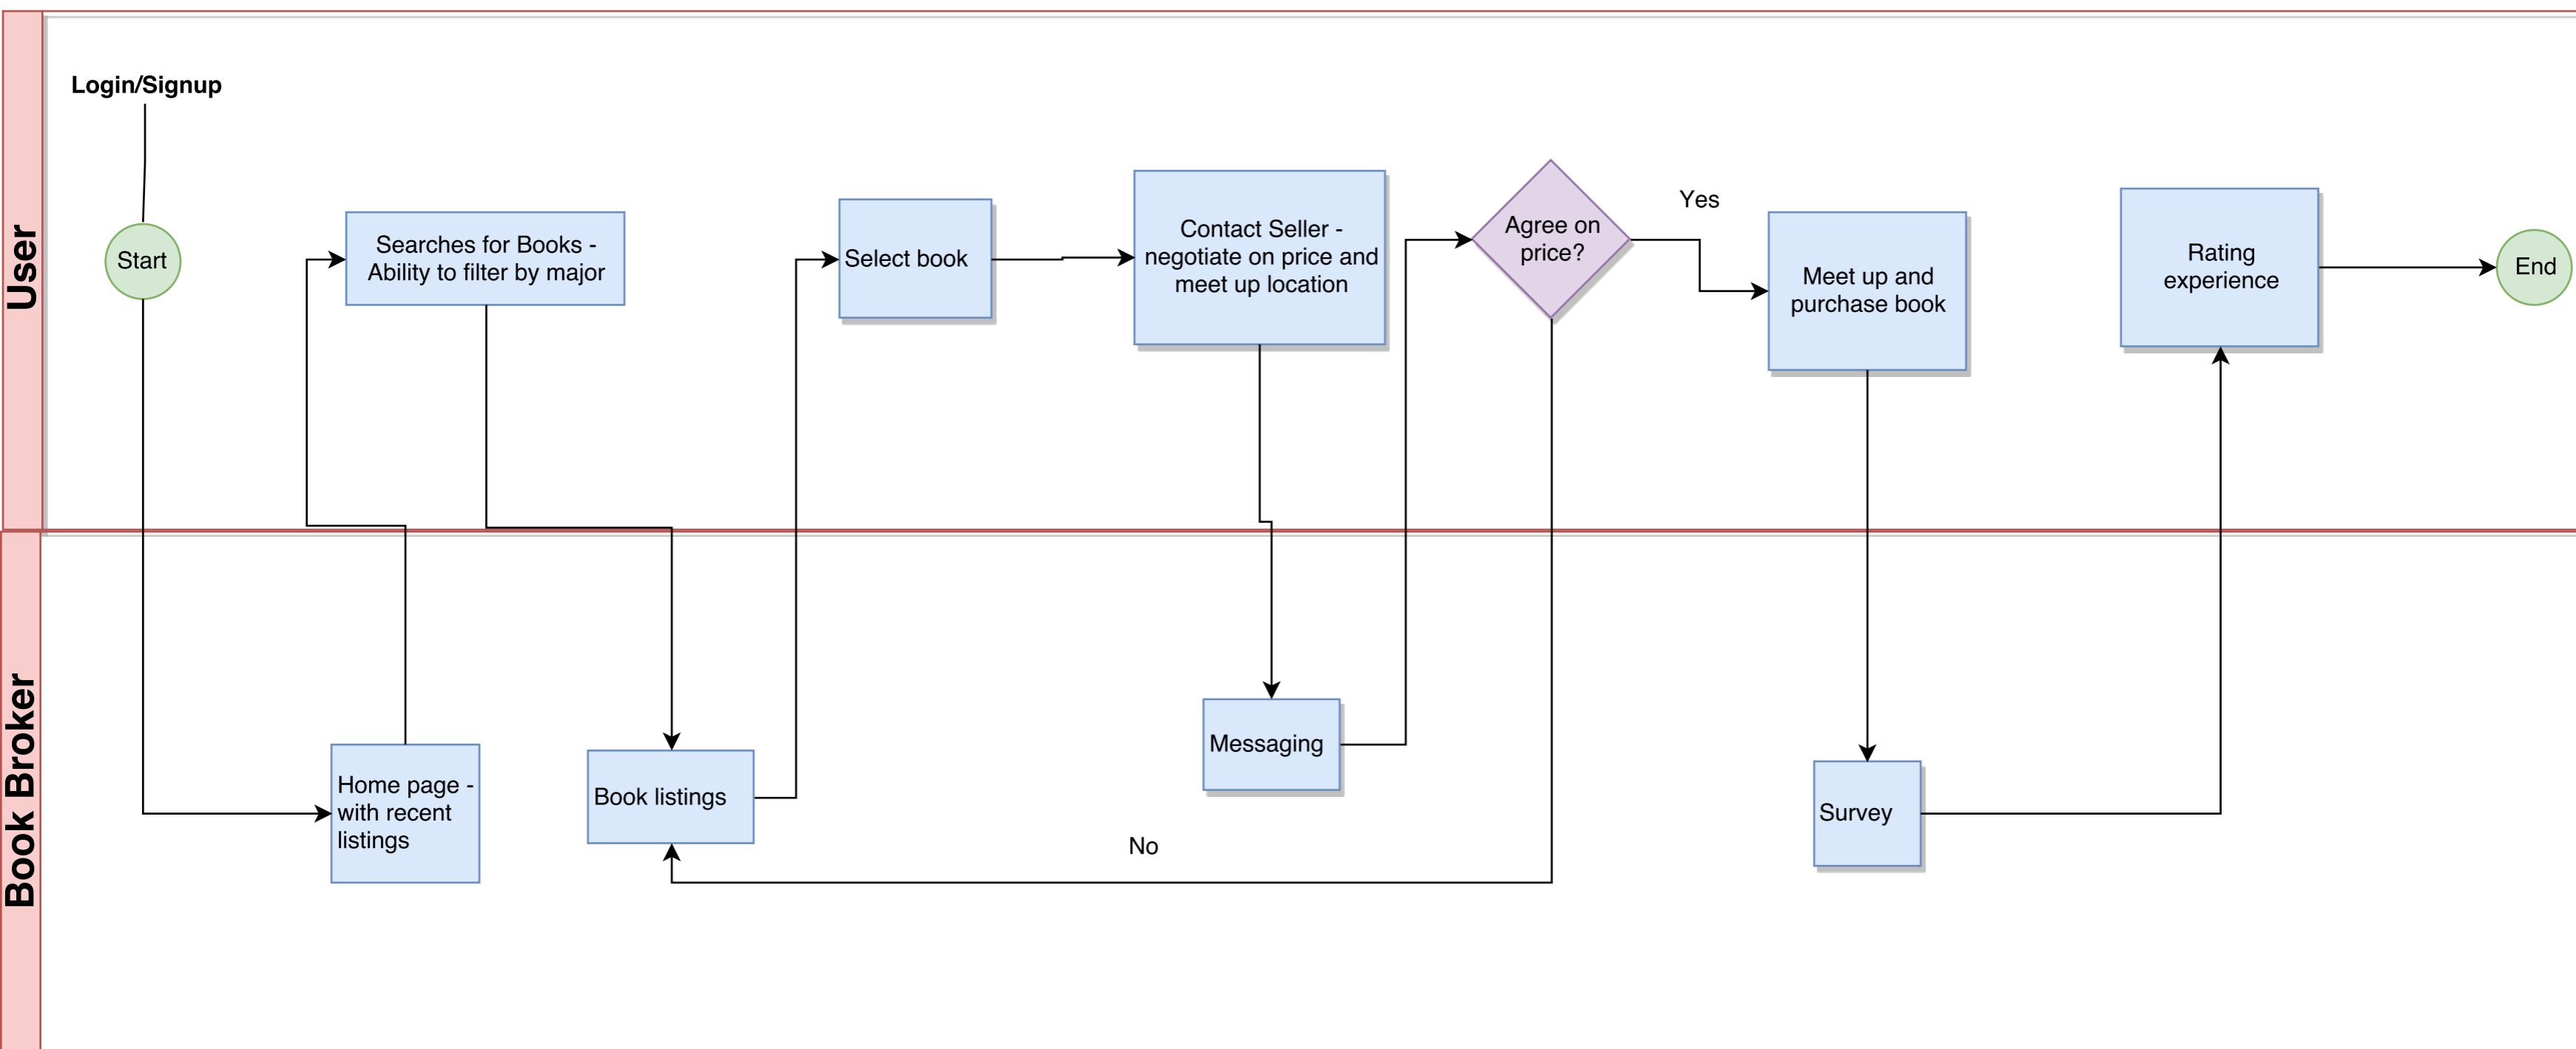 User
Login/Signup
Start
Searches for Books -
Ability to filter by major
Select book
Contact Seller -
negotiate on price and
meet up location
Agree on
price?
Yes
Meet up and
purchase book
Rating
experience
End
Book Broker
Home page -
with recent
listings
Book listings
Messaging
No
Survey